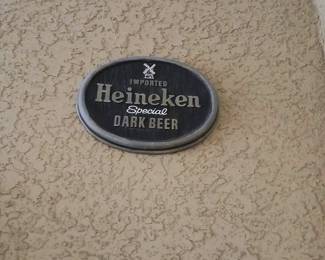 IMPORTED
Heineken
Special
DARK BEER